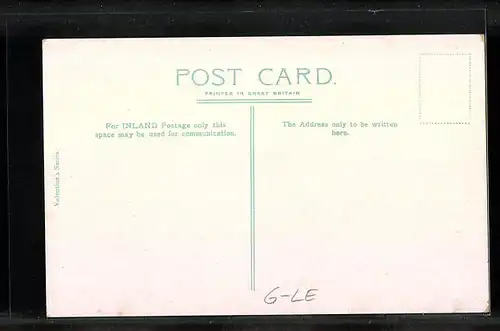 POST CARD.
PRINTED IN GREAT BRITAIN
For INLAND Postage only this
space may be used for communication.
The Address only to be written
here.
Valentine's Series
G-LE